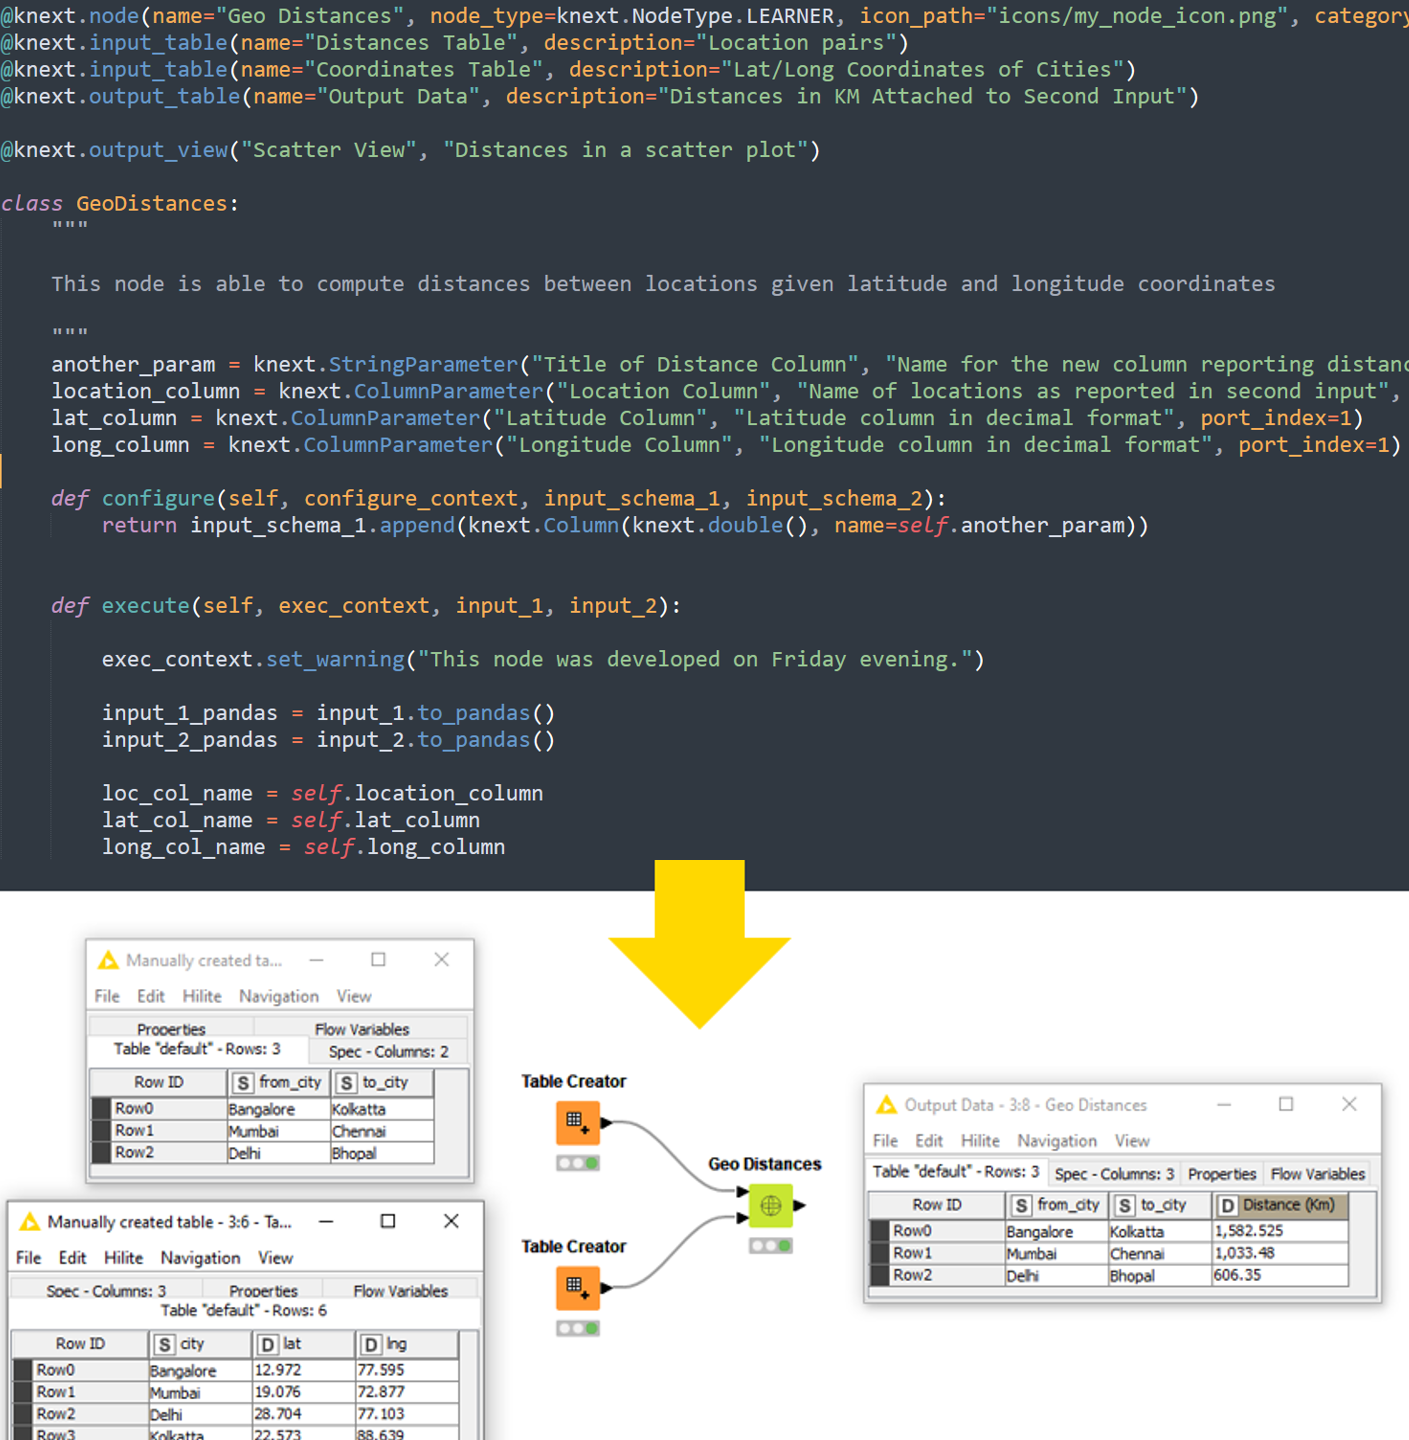 @knext.node(name="Geo Distances", node_type=knext.NodeType.LEARNER, icon_path="icons/my_node_icon.png", category
@knext.input_table(name="Distances Table", description="Location pairs")
@knext.input_table(name="Coordinates Table", description="Lat/Long Coordinates of Cities")
@knext.output_table(name="Output Data", description="Distances in KM Attached to Second Input")
@knext.output_view("Scatter View", "Distances in a scatter plot")
class GeoDistances:
"""
This node is able to compute distances between locations given latitude and longitude coordinates
"""
another_param = knext.StringParameter("Title of Distance Column", "Name for the new column reporting distanc
location_column = knext.ColumnParameter("Location Column", "Name of locations as reported in second input",
lat_column = knext.ColumnParameter("Latitude Column", "Latitude column in decimal format", port_index=1)
long_column = knext.ColumnParameter("Longitude Column", "Longitude column in decimal format", port_index=1)
def configure(self, configure_context, input_schema_1, input_schema_2):
return input_schema_1.append(knext.Column(knext.double(), name=self.another_param))
def execute(self, exec_context, input_1, input_2):
exec_context.set_warning("This node was developed on Friday evening.")
input_1_pandas = input_1.to_pandas()
input_2_pandas = input_2.to_pandas()
loc_col_name = self.location_column
lat_col_name = self.lat_column
long_col_name = self.long_column
Manually created ta...
File Edit Hilite Navigation View
Properties Flow Variables
Table "default" - Rows: 3 Spec - Columns: 2
Row ID S from_city S to_city
Row0 Bangalore Kolkatta
Row1 Mumbai Chennai
Row2 Delhi Bhopal
Manually created table - 3:6 - Ta...
File Edit Hilite Navigation View
Spec - Columns: 3 Properties Flow Variables
Table "default" - Rows: 6
Row ID S city D lat D lng
Row0 Bangalore 12.972 77.595
Row1 Mumbai 19.076 72.877
Row2 Delhi 28.704 77.103
Row3 Kolkatta 22.573 88.639
Table Creator
Geo Distances
Table Creator
Output Data - 3:8 - Geo Distances
File Edit Hilite Navigation View
Table "default" - Rows: 3 Spec - Columns: 3 Properties Flow Variables
Row ID S from_city S to_city D Distance (Km)
Row0 Bangalore Kolkatta 1,582.525
Row1 Mumbai Chennai 1,033.48
Row2 Delhi Bhopal 606.35